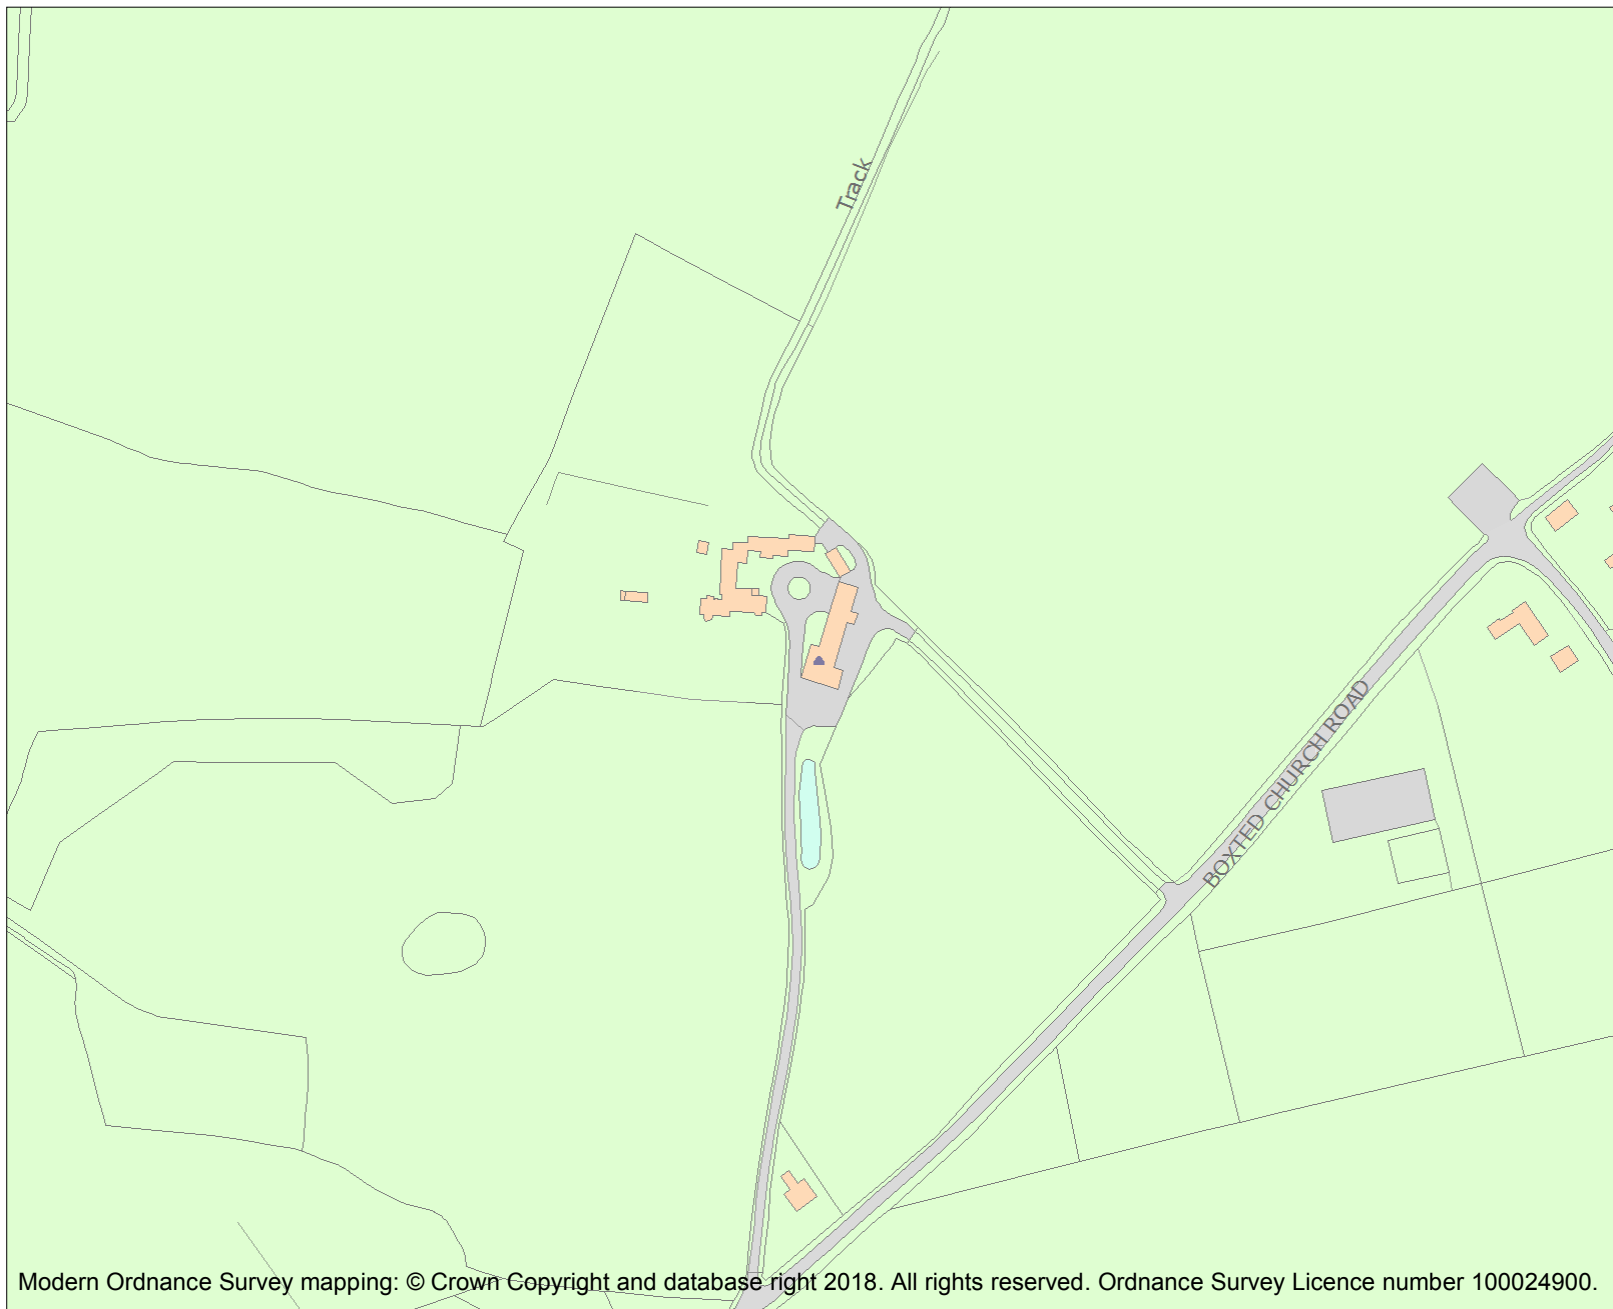 Track
BOXTED CHURCH ROAD
Modern Ordnance Survey mapping: © Crown Copyright and database right 2018. All rights reserved. Ordnance Survey Licence number 100024900.